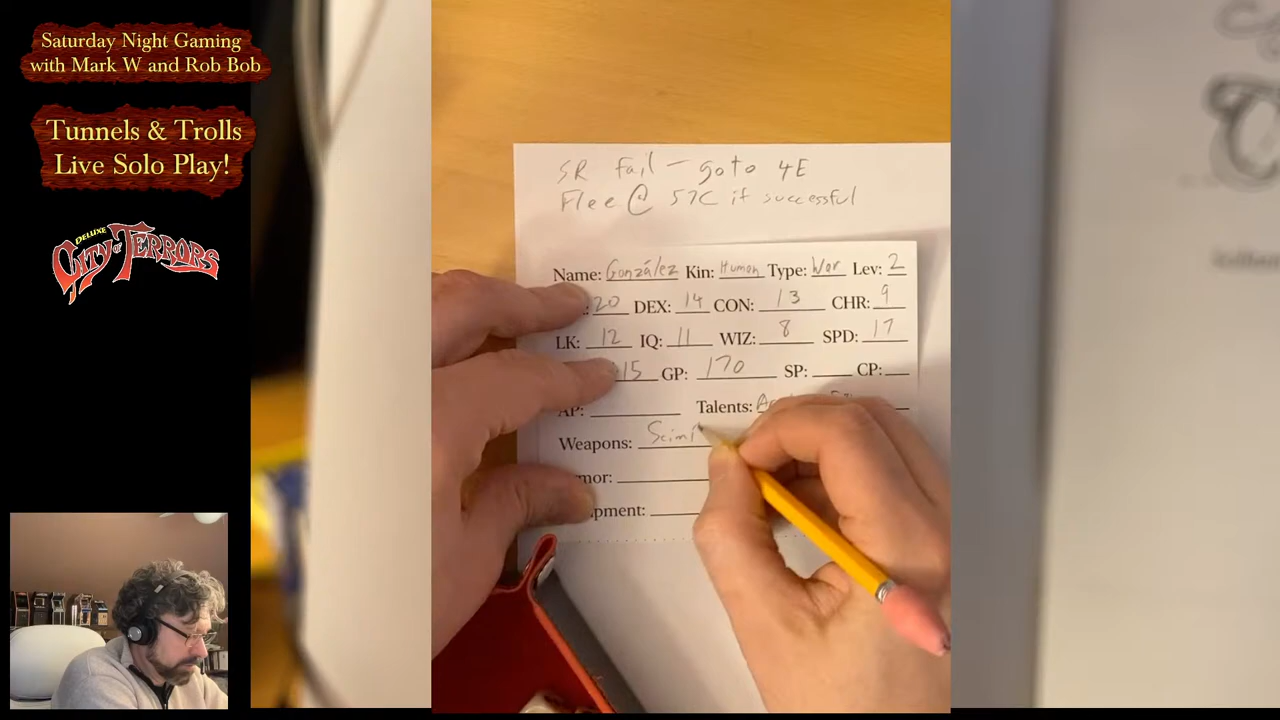 Saturday Night Gaming
with Mark W and Rob Bob
Tunnels & Trolls
Live Solo Play!
DELUXE
CITY OF TERRORS
SR fail — go to 4E
Flee @ 57C if successful
Name: González Kin: Human Type: War Lev: 2
20 DEX: 14 CON: 13 CHR: 9
LK: 12 IQ: 11 WIZ: 8 SPD: 17
15 GP: 170 SP: CP:
AP: Talents:
Weapons: Scimi
mor:
ipment: